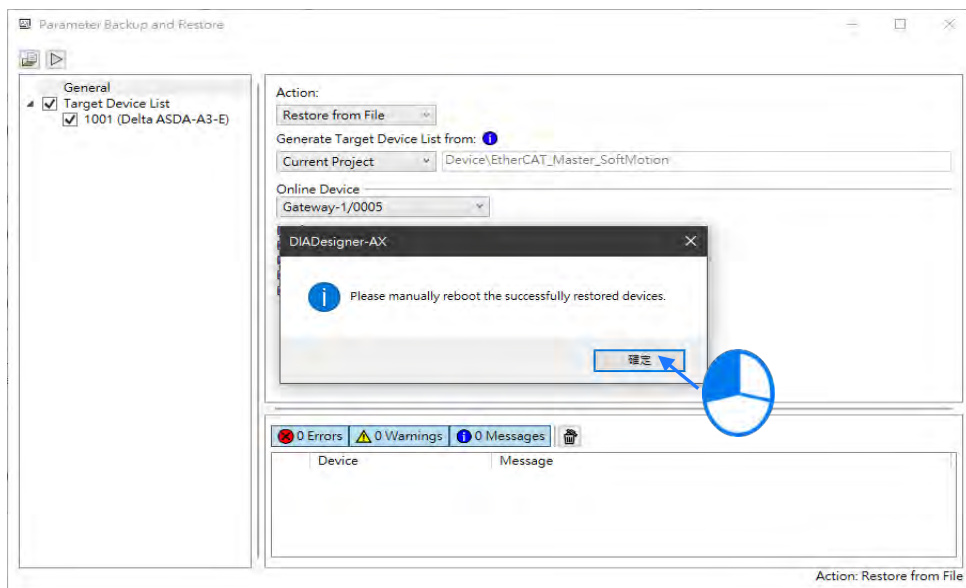 Parameter Backup and Restore
General
Target Device List
1001 (Delta ASDA-A3-E)
Action:
Restore from File
Generate Target Device List from:
Current Project
Device\EtherCAT_Master_SoftMotion
Online Device
Gateway-1/0005
DIADesigner-AX
Please manually reboot the successfully restored devices.
確定
0 Errors
0 Warnings
0 Messages
Device
Message
Action: Restore from File